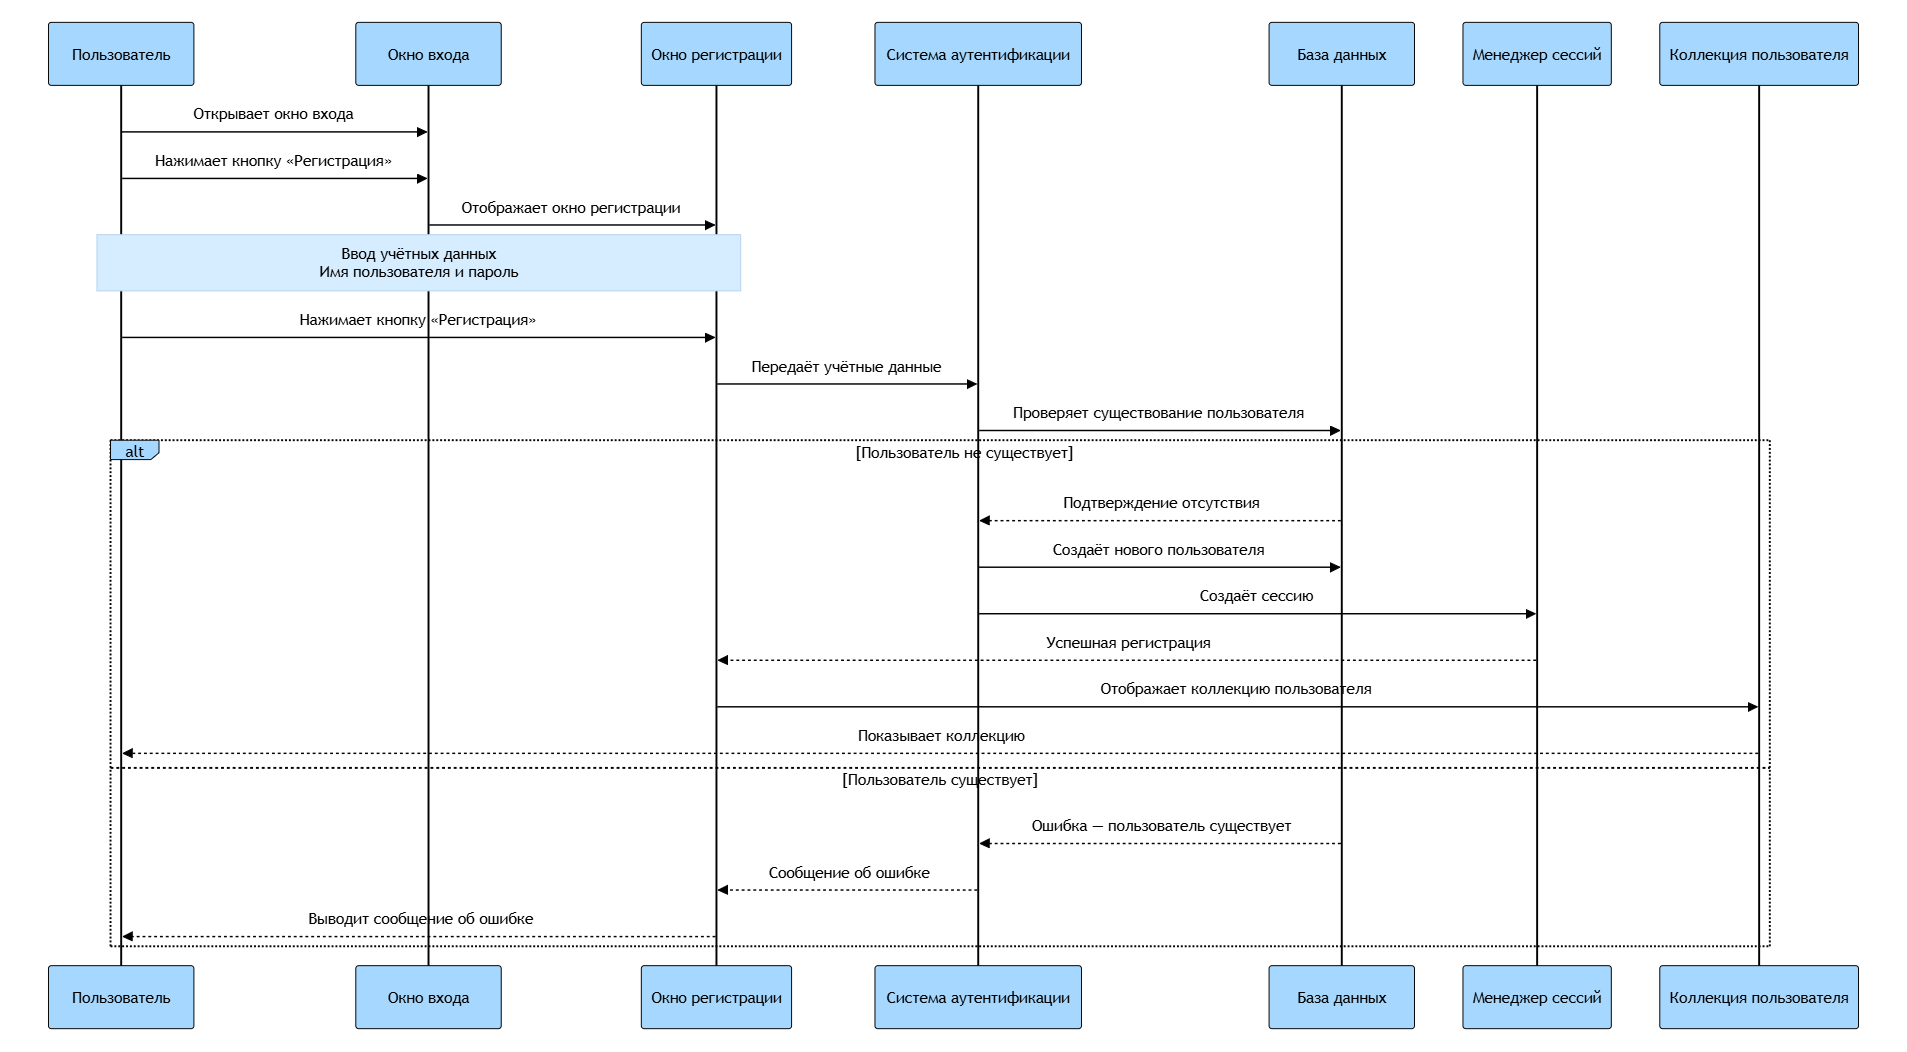 Пользователь
Окно входа
Окно регистрации
Система аутентификации
База данных
Менеджер сессий
Коллекция пользователя
Открывает окно входа
Нажимает кнопку «Регистрация»
Отображает окно регистрации
Ввод учётных данных
Имя пользователя и пароль
Нажимает кнопку «Регистрация»
Передаёт учётные данные
Проверяет существование пользователя
alt
[Пользователь не существует]
Подтверждение отсутствия
Создаёт нового пользователя
Создаёт сессию
Успешная регистрация
Отображает коллекцию пользователя
Показывает коллекцию
[Пользователь существует]
Ошибка — пользователь существует
Сообщение об ошибке
Выводит сообщение об ошибке
Пользователь
Окно входа
Окно регистрации
Система аутентификации
База данных
Менеджер сессий
Коллекция пользователя